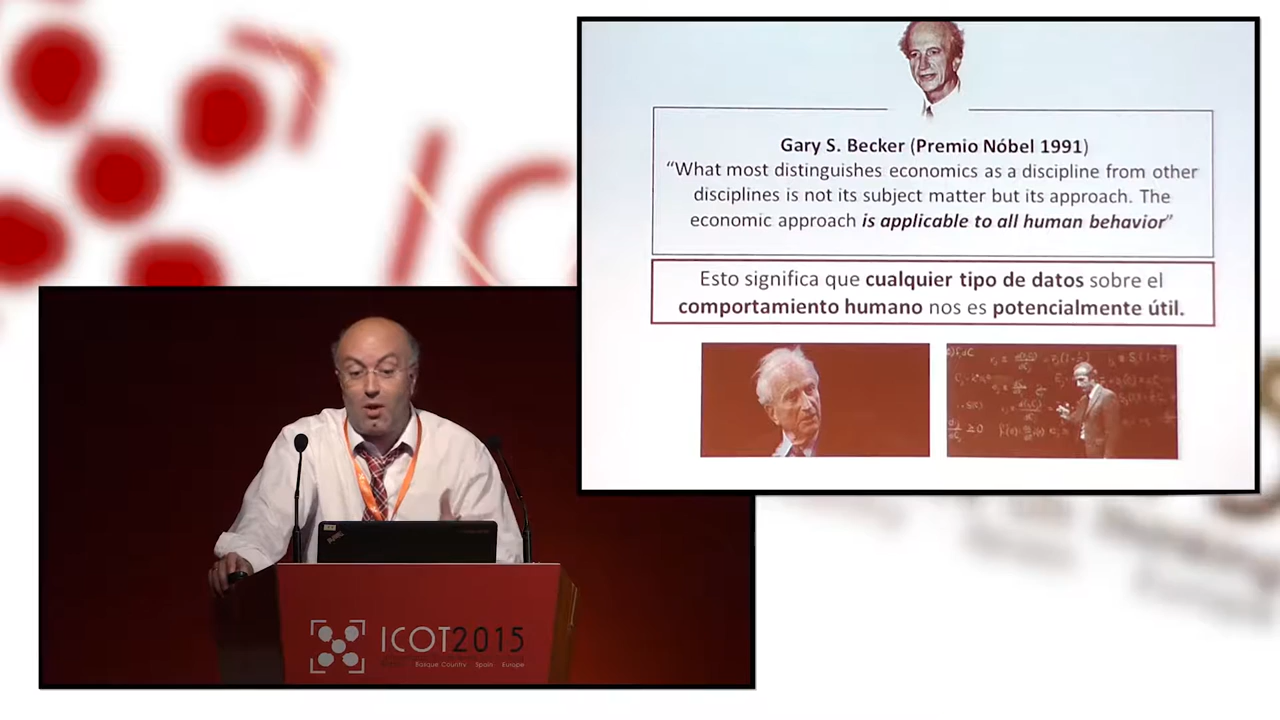 Gary S. Becker (Premio Nóbel 1991)
“What most distinguishes economics as a discipline from other
disciplines is not its subject matter but its approach. The
economic approach is applicable to all human behavior”
Esto significa que cualquier tipo de datos sobre el
comportamiento humano nos es potencialmente útil.
ICOT2015
Basque Country Spain Europe